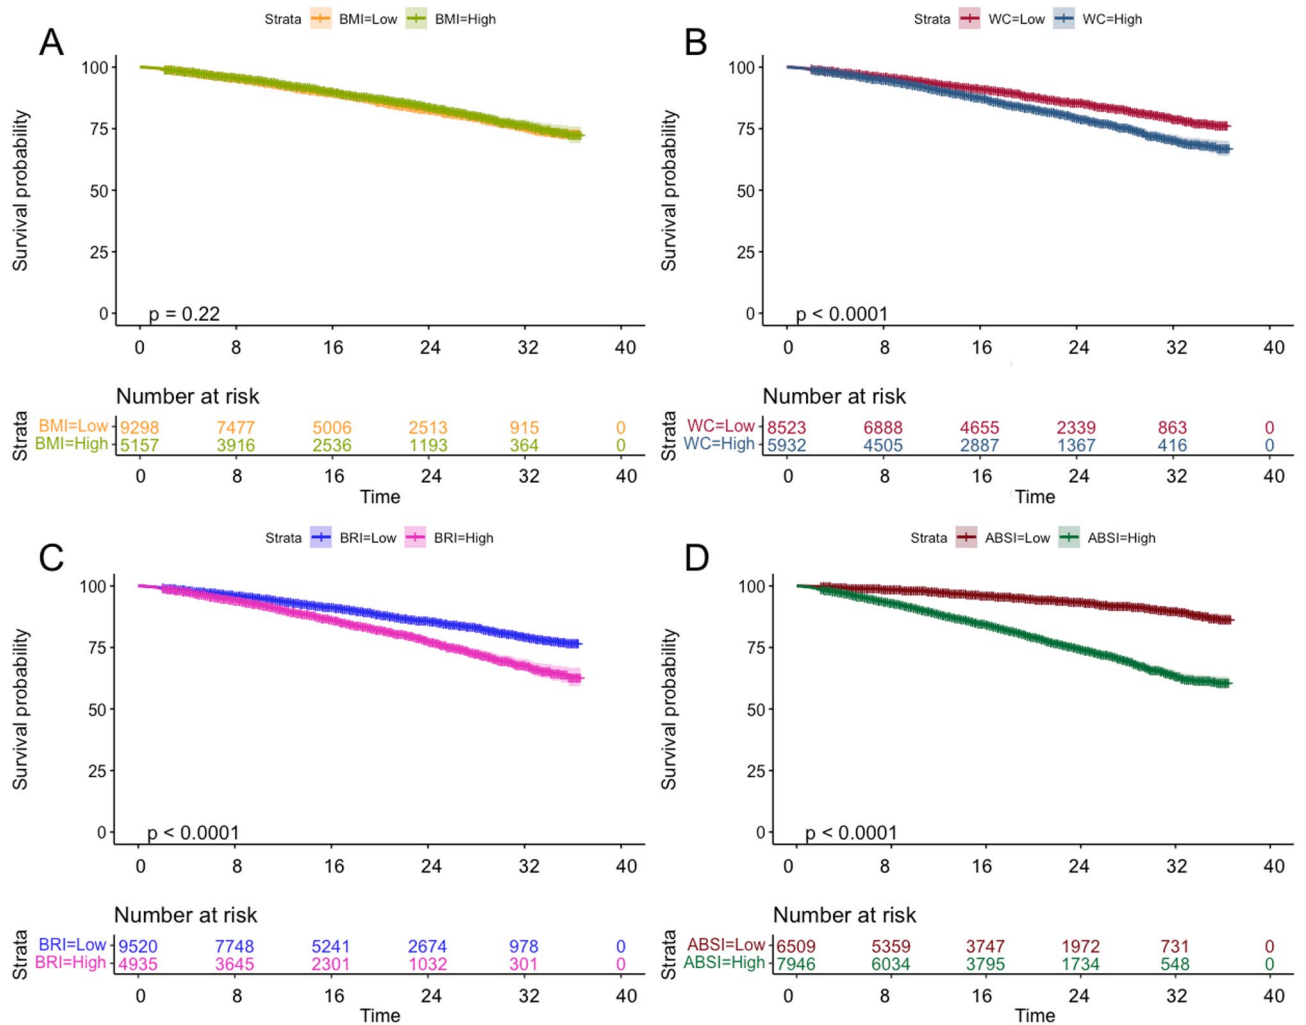 A
Strata BMI=Low BMI=High
Survival probability
100
75
50
25
0
p = 0.22
0 8 16 24 32 40
Number at risk
Strata
BMI=Low 9298 7477 5006 2513 915 0
BMI=High 5157 3916 2536 1193 364 0
0 8 16 24 32 40
Time
B
Strata WC=Low WC=High
Survival probability
100
75
50
25
0
p < 0.0001
0 8 16 24 32 40
Number at risk
Strata
WC=Low 8523 6888 4655 2339 863 0
WC=High 5932 4505 2887 1367 416 0
0 8 16 24 32 40
Time
C
Strata BRI=Low BRI=High
Survival probability
100
75
50
25
0
p < 0.0001
0 8 16 24 32 40
Number at risk
Strata
BRI=Low 9520 7748 5241 2674 978 0
BRI=High 4935 3645 2301 1032 301 0
0 8 16 24 32 40
Time
D
Strata ABSI=Low ABSI=High
Survival probability
100
75
50
25
0
p < 0.0001
0 8 16 24 32 40
Number at risk
Strata
ABSI=Low 6509 5359 3747 1972 731 0
ABSI=High 7946 6034 3795 1734 548 0
0 8 16 24 32 40
Time